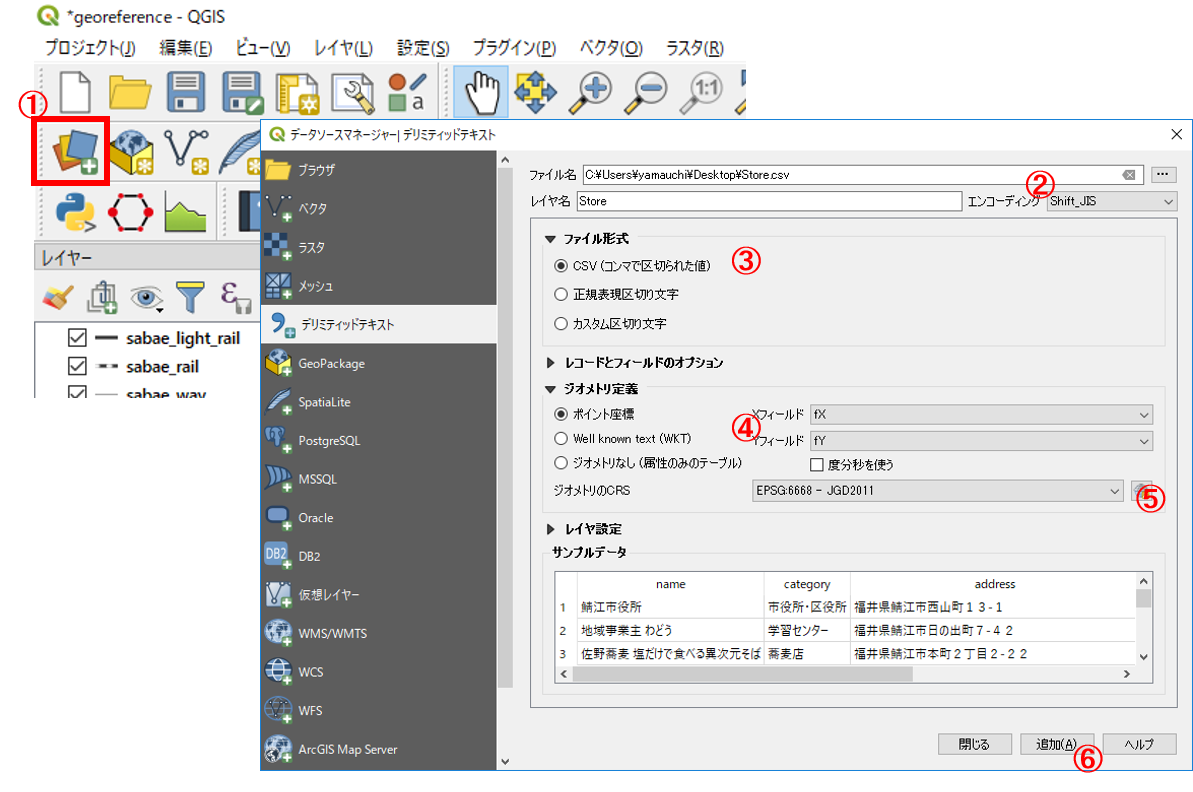 *georeference - QGIS
プロジェクト(J) 編集(E) ビュー(V) レイヤ(L) 設定(S) プラグイン(P) ベクタ(O) ラスタ(R)
①
1:1
a
レイヤー
ε
sabae_light_rail
sabae_rail
sabae_way
データソースマネージャー| デリミティッドテキスト
ブラウザ
ベクタ
ラスタ
メッシュ
デリミティッドテキスト
GeoPackage
SpatiaLite
PostgreSQL
MSSQL
Oracle
DB2 DB2
仮想レイヤー
WMS/WMTS
WCS
WFS
ArcGIS Map Server
ファイル名 C:¥Users¥yamauchi¥Desktop¥Store.csv ...
②
レイヤ名 Store エンコーディング Shift_JIS
ファイル形式
CSV (コンマで区切られた値) ③
正規表現区切り文字
カスタム区切り文字
レコードとフィールドのオプション
ジオメトリ定義
ポイント座標 Xフィールド fX
④
Well known text (WKT) Yフィールド fY
ジオメトリなし (属性のみのテーブル) 度分秒を使う
ジオメトリのCRS EPSG:6668 - JGD2011 ⑤
レイヤ設定
サンプルデータ
name category address
1 鯖江市役所 市役所・区役所 福井県鯖江市西山町１３-１
2 地域事業主 わどう 学習センター 福井県鯖江市日の出町７-４２
3 佐野蕎麦 塩だけで食べる異次元そば 蕎麦店 福井県鯖江市本町２丁目２-２２
閉じる 追加(A) ヘルプ
⑥